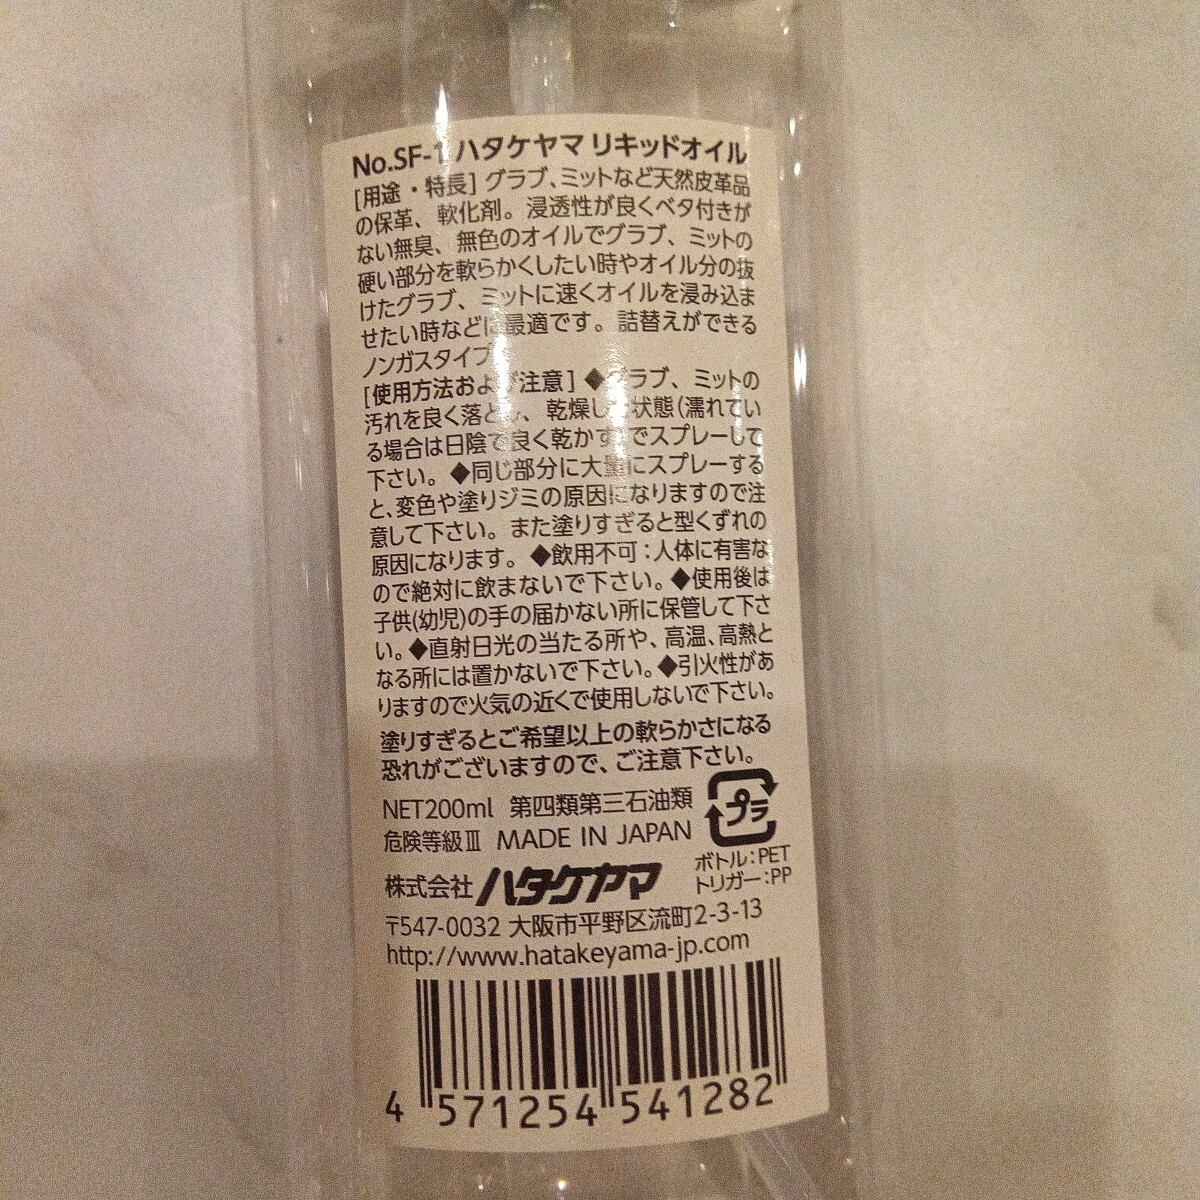 No.SF-1 ハタケヤマ リキッドオイル
[用途・特長] グラブ、ミットなど天然皮革品
の保革、軟化剤。浸透性が良くベタ付きが
ない無臭、無色のオイルでグラブ、ミットの
硬い部分を軟らかくしたい時やオイル分の抜
けたグラブ、ミットに速くオイルを浸み込ま
せたい時などに最適です。詰替えができる
ノンガスタイプ
[使用方法および注意] ◆グラブ、ミットの
汚れを良く落とし、乾燥した状態(濡れてい
る場合は日陰で良く乾かす)でスプレーして
下さい。◆同じ部分に大量にスプレーする
と、変色や塗りジミの原因になりますので注
意して下さい。また塗りすぎると型くずれの
原因になります。◆飲用不可：人体に有害な
ので絶対に飲まないで下さい。◆使用後は
子供(幼児)の手の届かない所に保管して下さ
い。◆直射日光の当たる所や、高温、高熱と
なる所には置かないで下さい。◆引火性があ
りますので火気の近くで使用しないで下さい。
塗りすぎるとご希望以上の軟らかさになる
恐れがございますので、ご注意下さい。
NET200ml 第四類第三石油類
危険等級Ⅲ MADE IN JAPAN
プラ
ボトル：PET
トリガー：PP
株式会社 ハタケヤマ
〒547-0032 大阪市平野区流町2-3-13
http://www.hatakeyama-jp.com
4 571254 541282